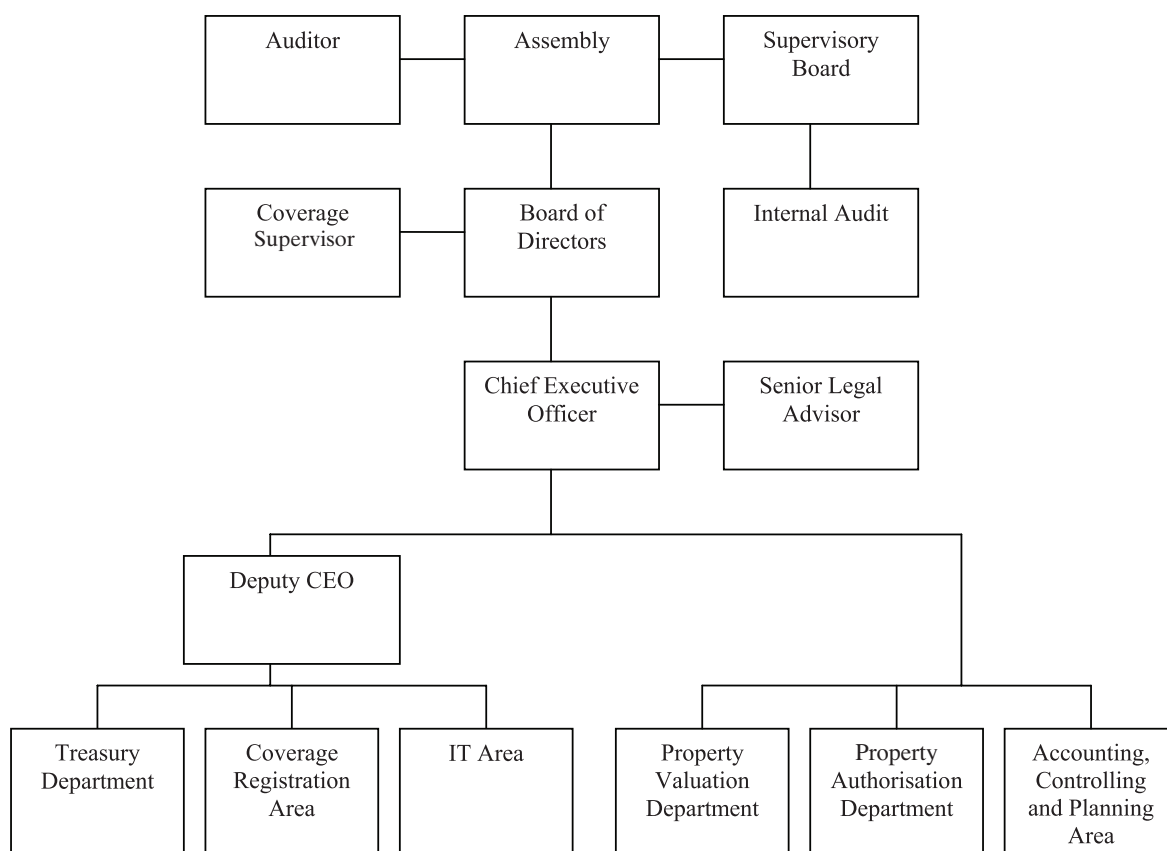 Auditor
Assembly
Supervisory
Board
Coverage
Supervisor
Board of
Directors
Internal Audit
Chief Executive
Officer
Senior Legal
Advisor
Deputy CEO
Treasury
Department
Coverage
Registration
Area
IT Area
Property
Valuation
Department
Property
Authorisation
Department
Accounting,
Controlling
and Planning
Area